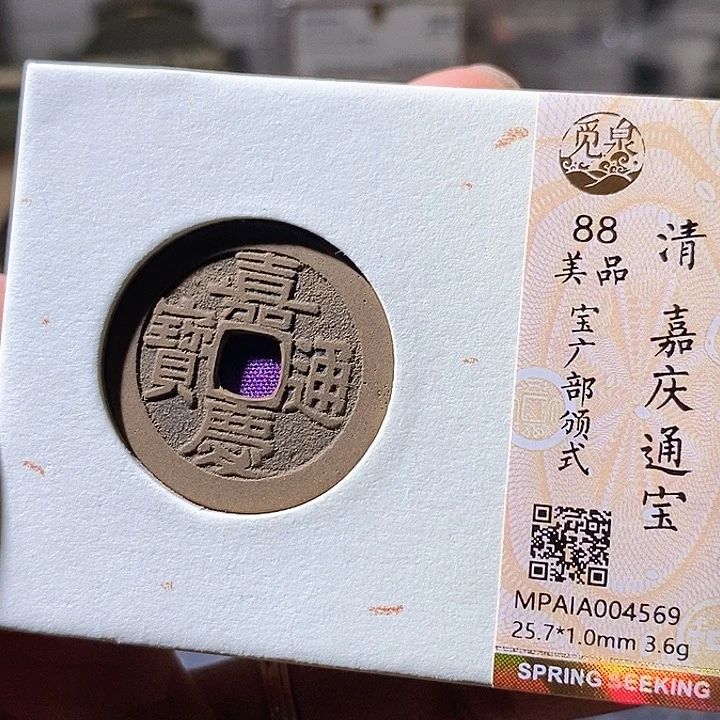 嘉慶通寶
覓泉
清 嘉庆通宝
88
美品
宝广部颁式
MPAIA004569
25.7*1.0mm 3.6g
SPRING SEEKING